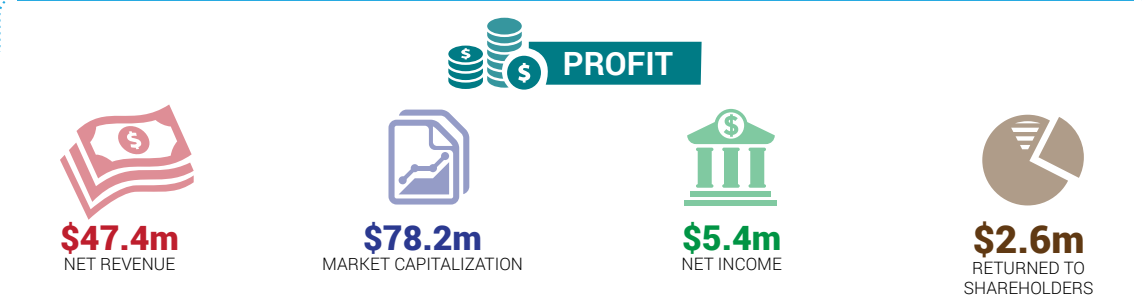 PROFIT
$47.4m
NET REVENUE
$78.2m
MARKET CAPITALIZATION
$5.4m
NET INCOME
$2.6m
RETURNED TO
SHAREHOLDERS